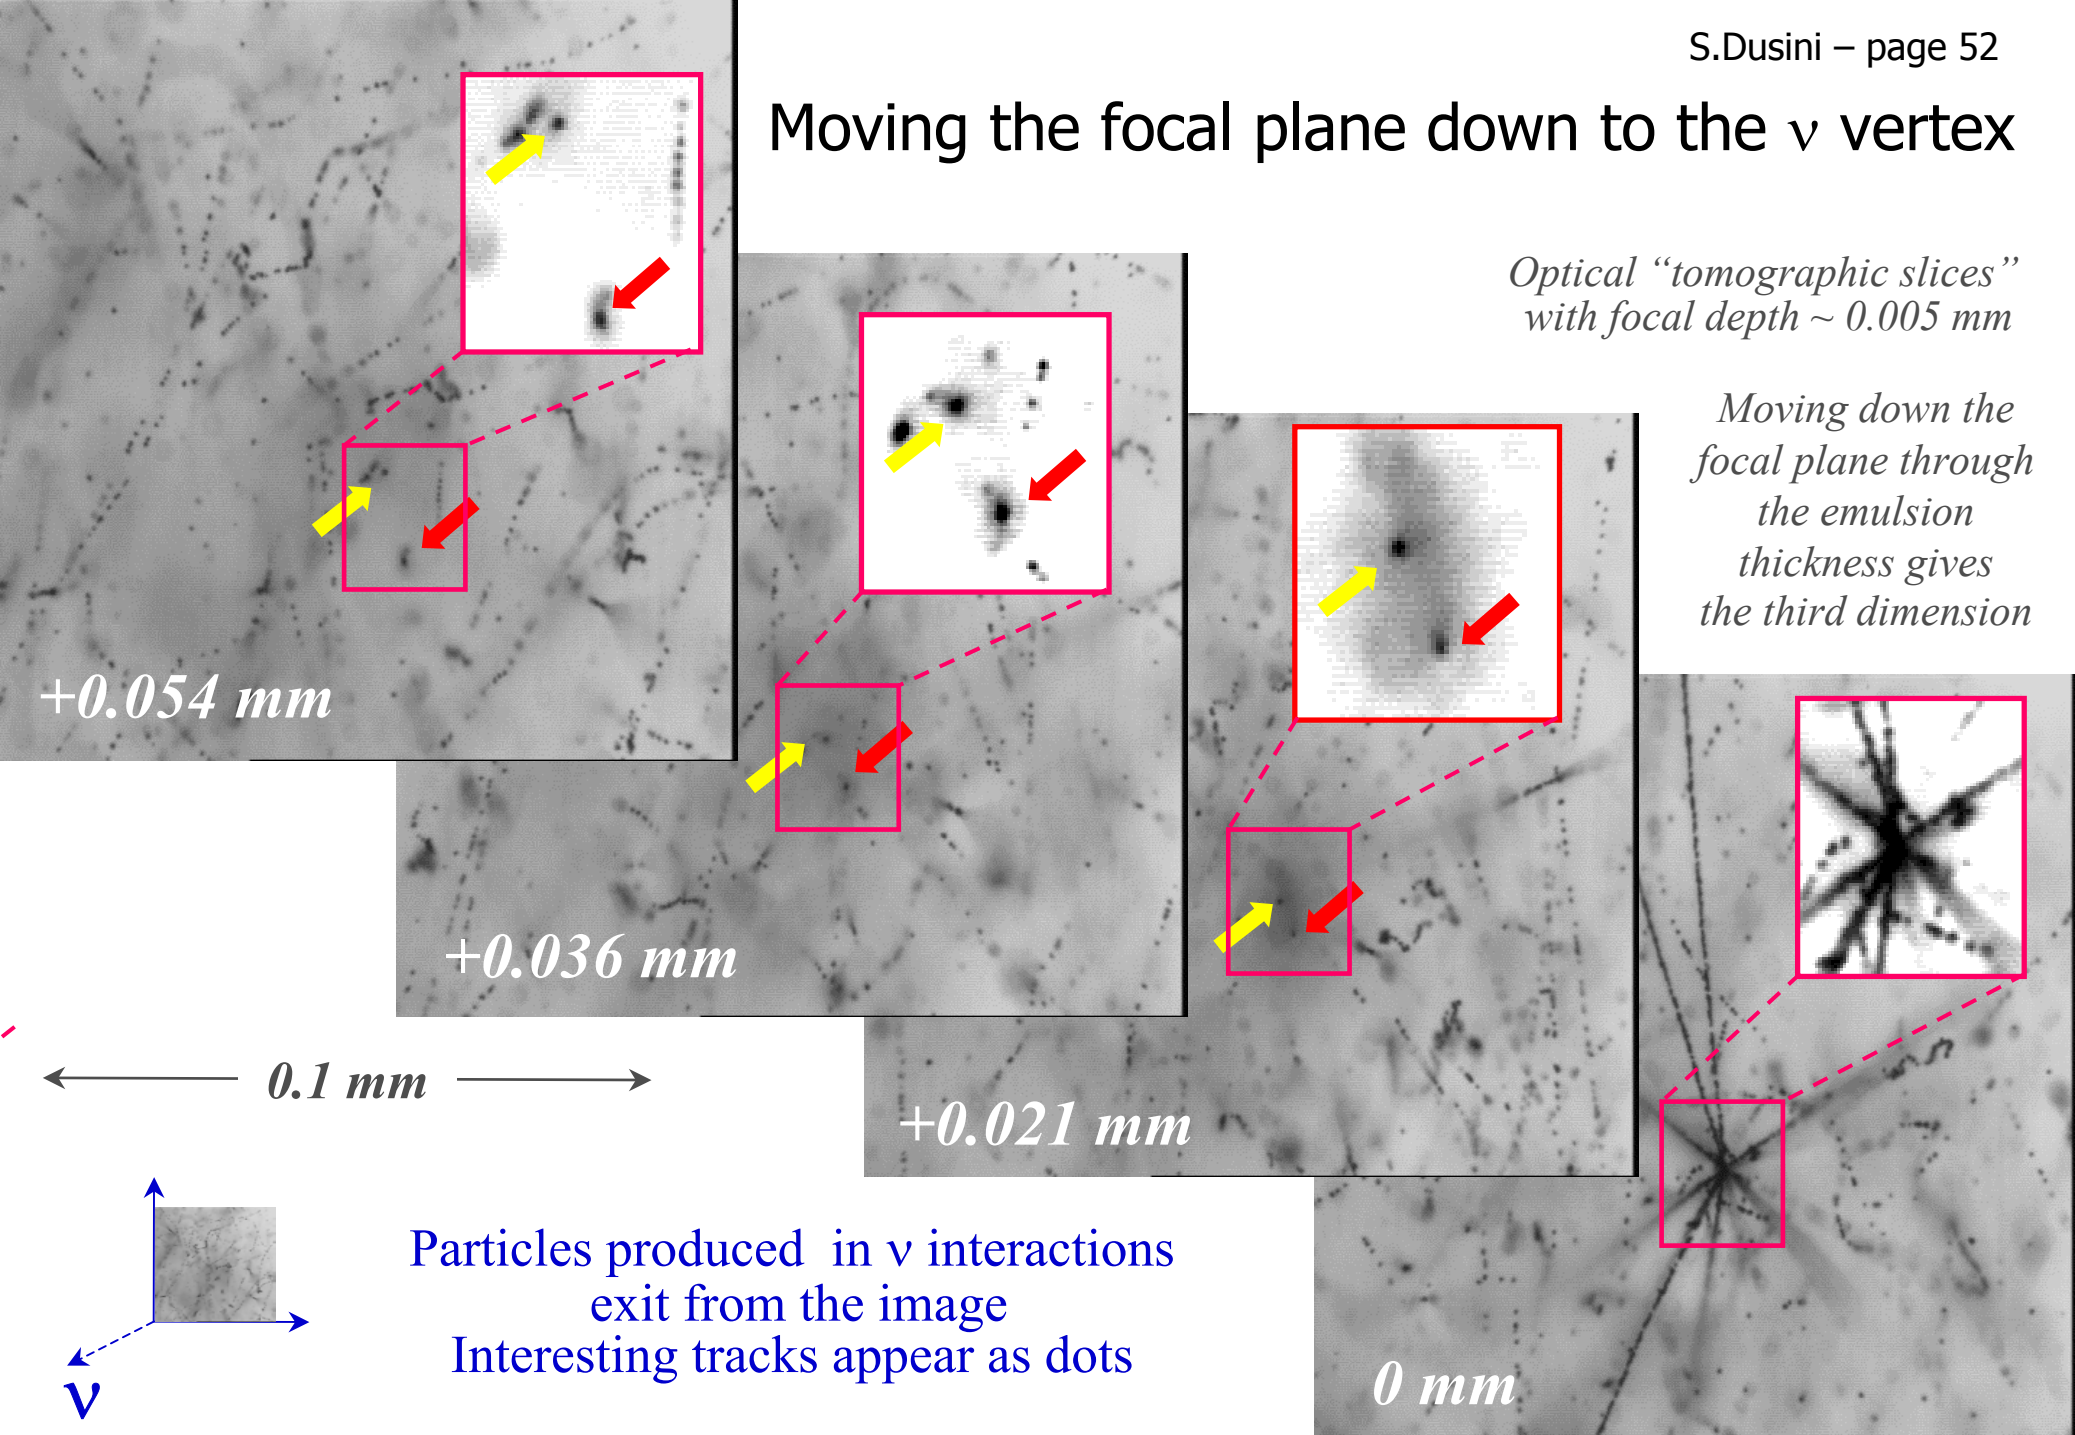 S.Dusini – page 52
Moving the focal plane down to the ν vertex
Optical “tomographic slices”
with focal depth ~ 0.005 mm
Moving down the
focal plane through
the emulsion
thickness gives
the third dimension
+0.054 mm
+0.036 mm
+0.021 mm
0 mm
0.1 mm
Particles produced in ν interactions
exit from the image
Interesting tracks appear as dots
ν